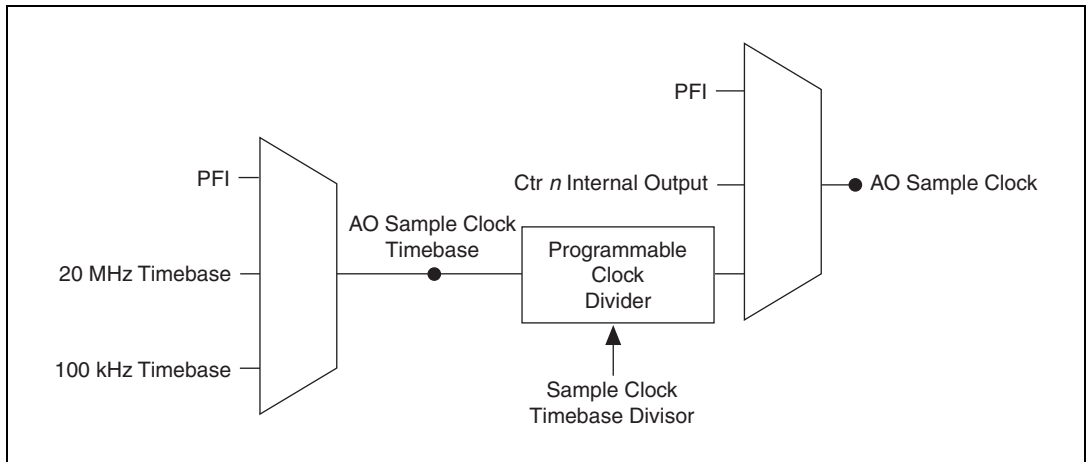 PFI
Ctr n Internal Output
AO Sample Clock
PFI
20 MHz Timebase
100 kHz Timebase
AO Sample Clock
Timebase
Programmable
Clock
Divider
Sample Clock
Timebase Divisor